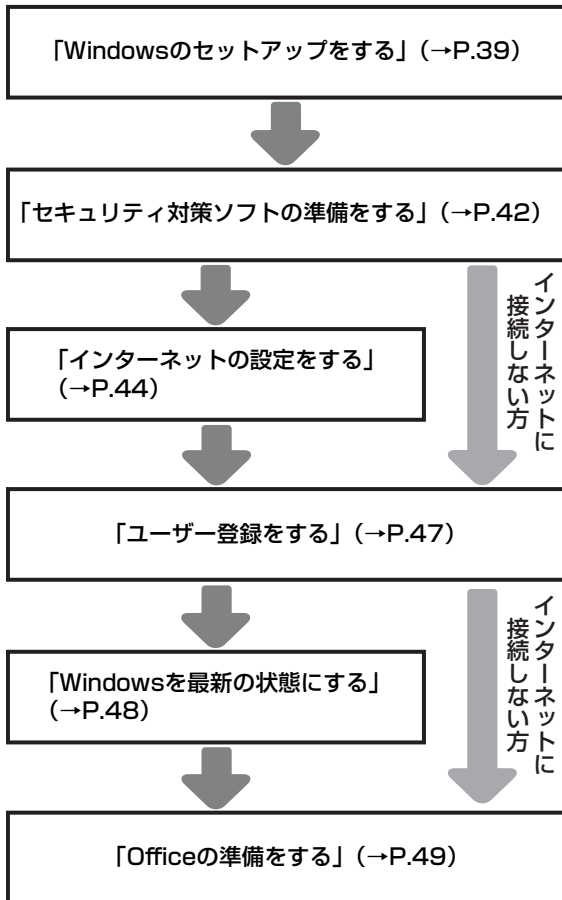 「Windowsのセットアップをする」（→P.39）
「セキュリティ対策ソフトの準備をする」（→P.42）
インターネットに
接続しない方
「インターネットの設定をする」
（→P.44）
「ユーザー登録をする」（→P.47）
インターネットに
接続しない方
「Windowsを最新の状態にする」
（→P.48）
「Officeの準備をする」（→P.49）